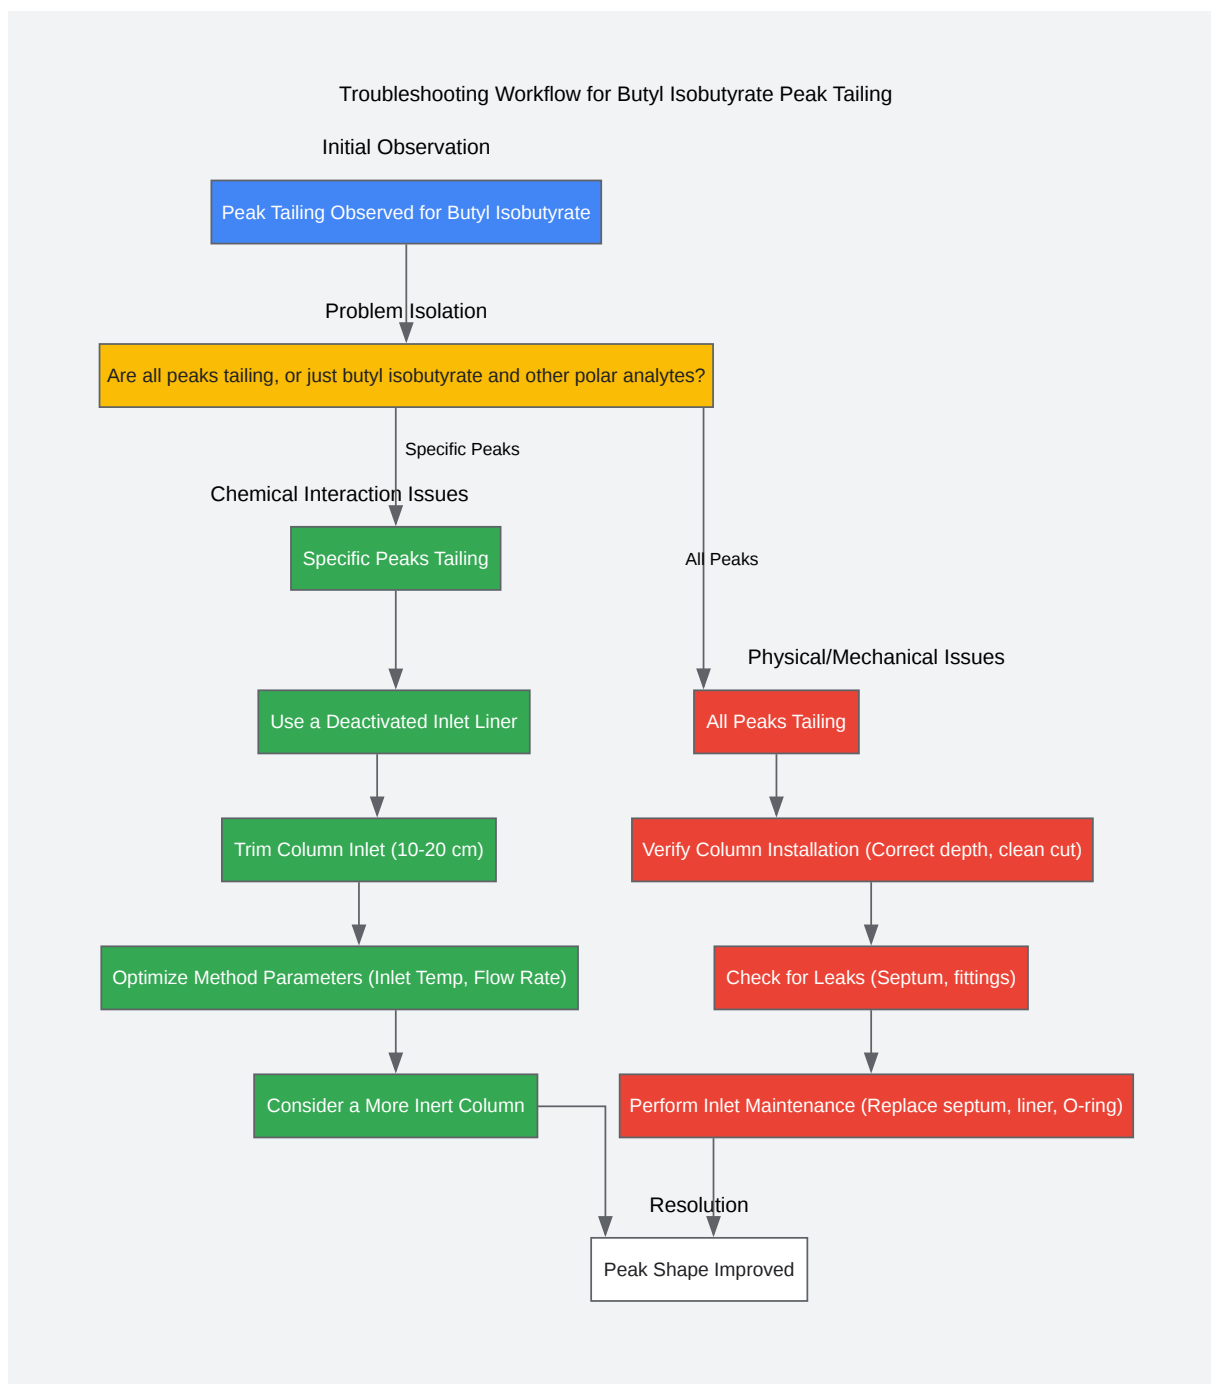 Troubleshooting Workflow for Butyl Isobutyrate Peak Tailing
Initial Observation
Peak Tailing Observed for Butyl Isobutyrate
Problem Isolation
Are all peaks tailing, or just butyl isobutyrate and other polar analytes?
Specific Peaks
Chemical Interaction Issues
Specific Peaks Tailing
All Peaks
Physical/Mechanical Issues
Use a Deactivated Inlet Liner
All Peaks Tailing
Trim Column Inlet (10-20 cm)
Verify Column Installation (Correct depth, clean cut)
Optimize Method Parameters (Inlet Temp, Flow Rate)
Check for Leaks (Septum, fittings)
Consider a More Inert Column
Perform Inlet Maintenance (Replace septum, liner, O-ring)
Resolution
Peak Shape Improved